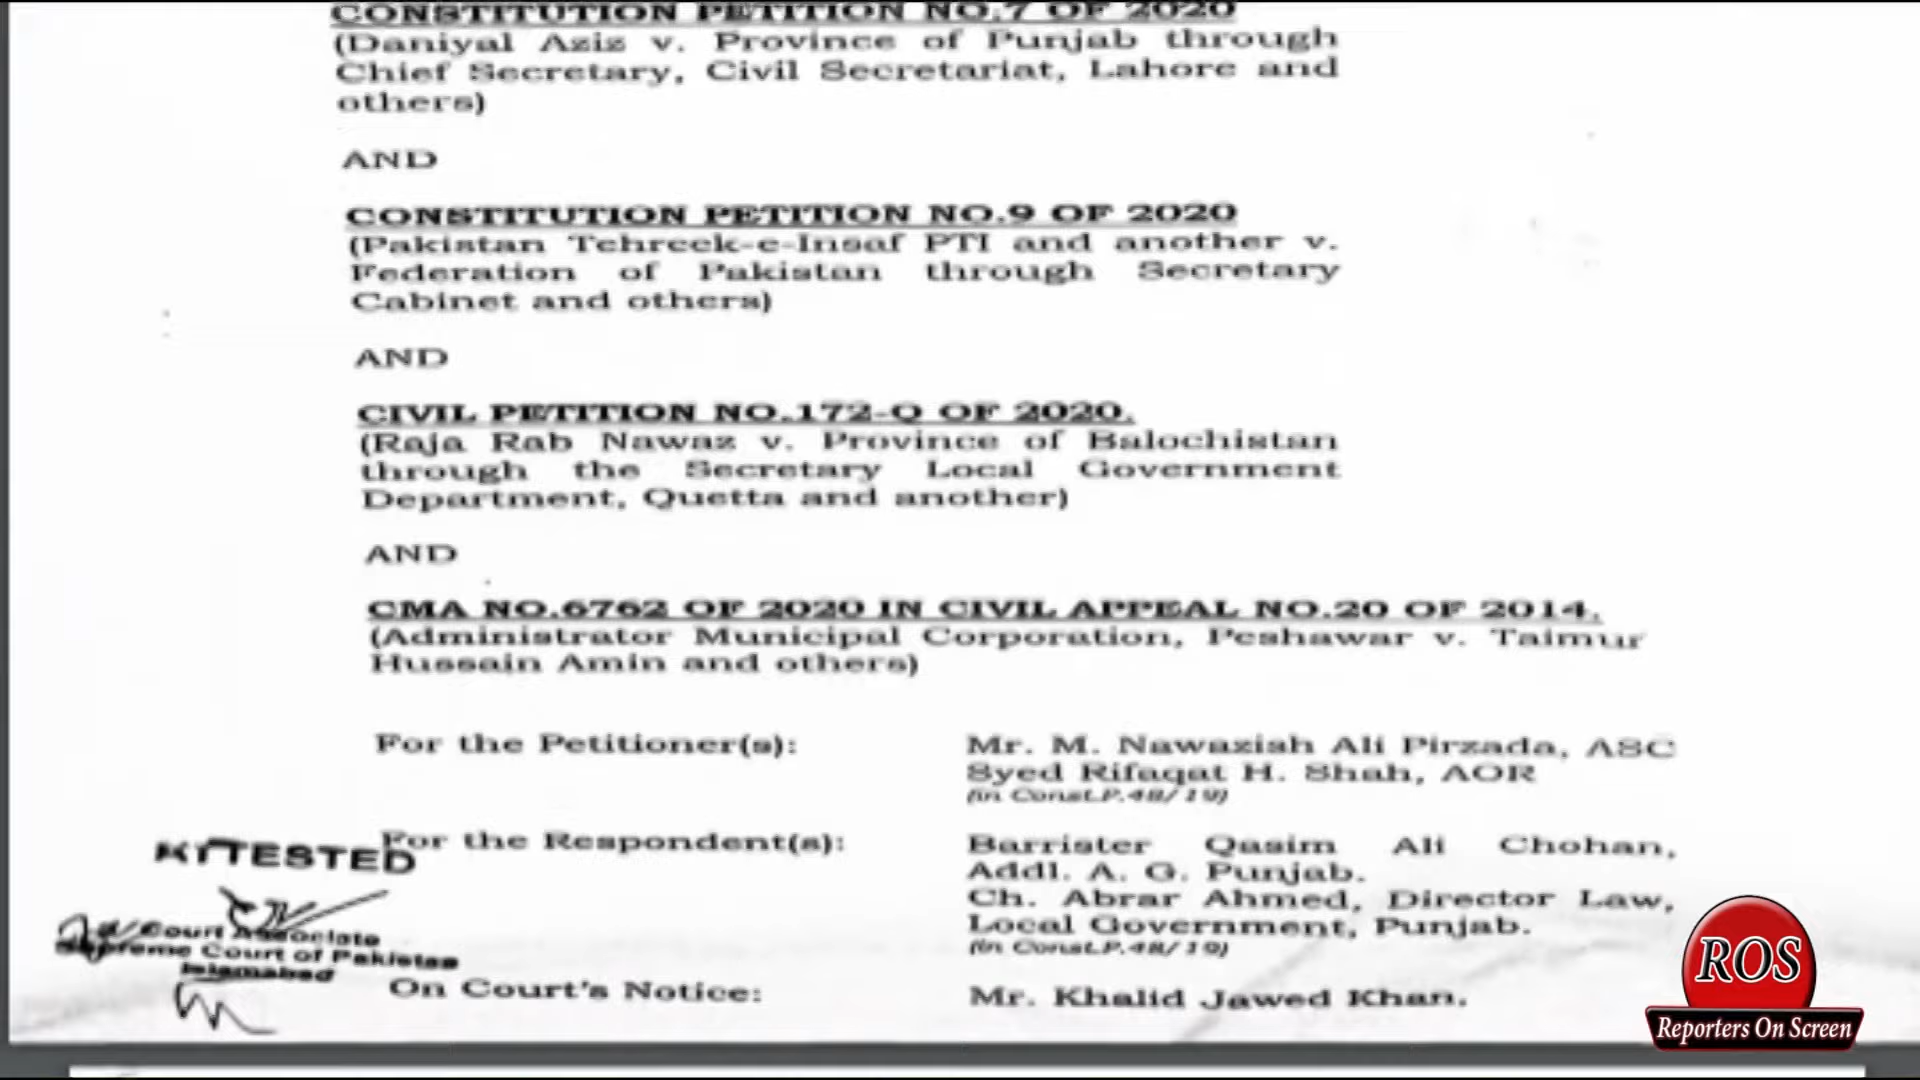 CONSTITUTION PETITION NO.7 OF 2020
(Daniyal Aziz v. Province of Punjab through
Chief Secretary, Civil Secretariat, Lahore and
others)
AND
CONSTITUTION PETITION NO.9 OF 2020
(Pakistan Tehreek-e-Insaf PTI and another v.
Federation of Pakistan through Secretary
Cabinet and others)
AND
CIVIL PETITION NO.172-Q OF 2020.
(Raja Rab Nawaz v. Province of Balochistan
through the Secretary Local Government
Department, Quetta and another)
AND
CMA NO.6762 OF 2020 IN CIVIL APPEAL NO.20 OF 2014.
(Administrator Municipal Corporation, Peshawar v. Taimur
Hussain Amin and others)
For the Petitioner(s): Mr. M. Nawazish Ali Pirzada, ASC
Syed Rifaqat H. Shah, AOR
(in Const.P.48/19)
For the Respondent(s): Barrister Qasim Ali Chohan,
Addl. A. G. Punjab.
Ch. Abrar Ahmed, Director Law,
Local Government, Punjab.
(in Const.P.48/19)
ATTESTED
Court Associate
Supreme Court of Pakistan
Islamabad
On Court's Notice: Mr. Khalid Jawed Khan.
ROS
Reporters On Screen